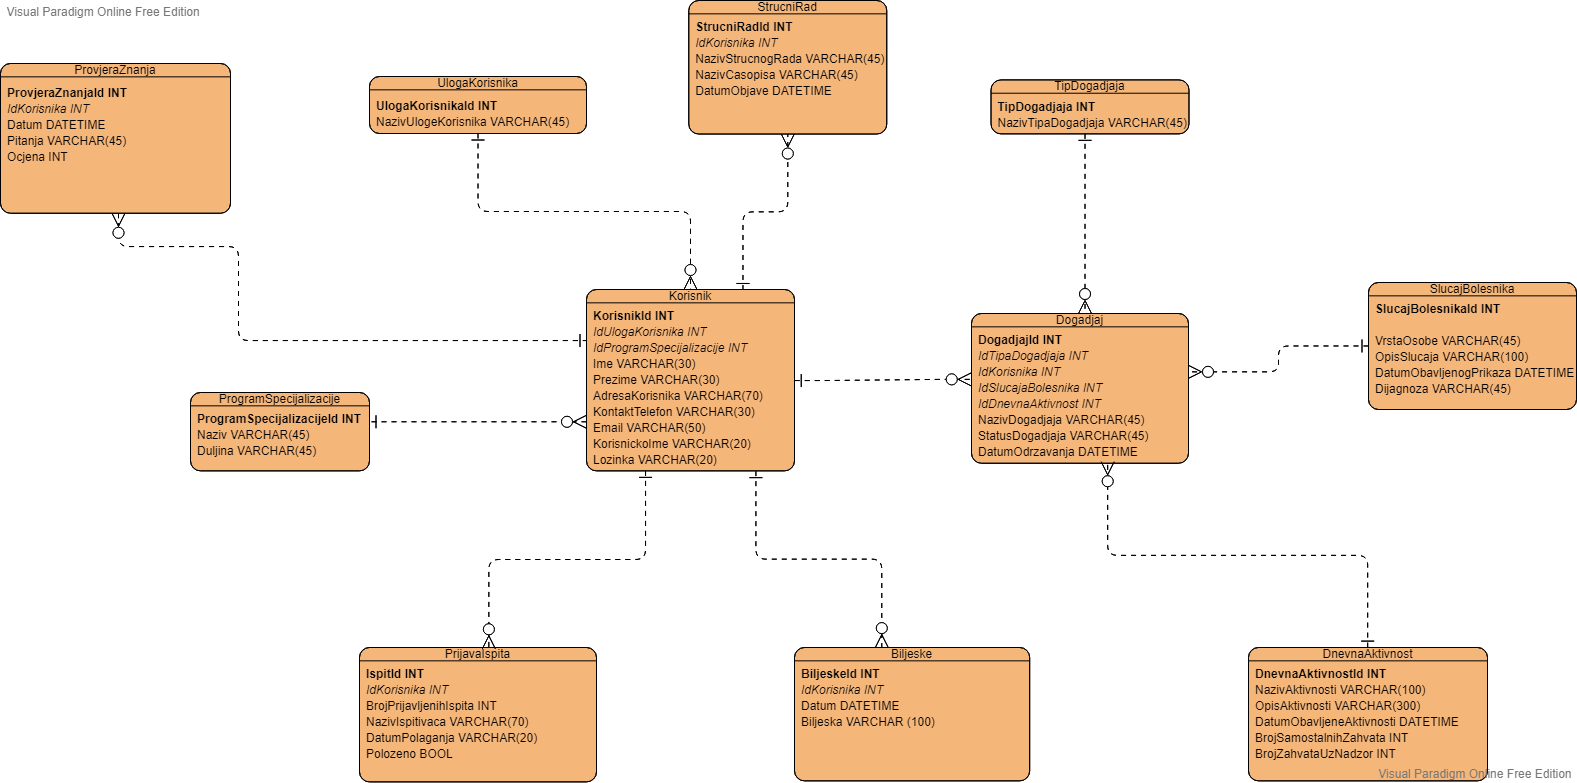 Visual Paradigm Online Free Edition
StrucniRad
StrucniRadId INT
IdKorisnika INT
NazivStrucnogRada VARCHAR(45)
NazivCasopisa VARCHAR(45)
DatumObjave DATETIME
ProvjeraZnanja
ProvjeraZnanjaId INT
IdKorisnika INT
Datum DATETIME
Pitanja VARCHAR(45)
Ocjena INT
UlogaKorisnika
UlogaKorisnikaId INT
NazivUlogeKorisnika VARCHAR(45)
TipDogadjaja
TipDogadjaja INT
NazivTipaDogadjaja VARCHAR(45)
Korisnik
KorisnikId INT
IdUlogaKorisnika INT
IdProgramSpecijalizacije INT
Ime VARCHAR(30)
Prezime VARCHAR(30)
AdresaKorisnika VARCHAR(70)
KontaktTelefon VARCHAR(30)
Email VARCHAR(50)
KorisnickoIme VARCHAR(20)
Lozinka VARCHAR(20)
Dogadjaj
DogadjajId INT
IdTipaDogadjaja INT
IdKorisnika INT
IdSlucajaBolesnika INT
IdDnevnaAktivnost INT
NazivDogadjaja VARCHAR(45)
StatusDogadjaja VARCHAR(45)
DatumOdrzavanja DATETIME
SlucajBolesnika
SlucajBolesnikaId INT
VrstaOsobe VARCHAR(45)
OpisSlucaja VARCHAR(100)
DatumObavljenogPrikaza DATETIME
Dijagnoza VARCHAR(45)
ProgramSpecijalizacije
ProgramSpecijalizacijeId INT
Naziv VARCHAR(45)
Duljina VARCHAR(45)
PrijavaIspita
IspitId INT
IdKorisnika INT
BrojPrijavljenihIspita INT
NazivIspitivaca VARCHAR(70)
DatumPolaganja VARCHAR(20)
Polozeno BOOL
Biljeske
BiljeskeId INT
IdKorisnika INT
Datum DATETIME
Biljeska VARCHAR (100)
DnevnaAktivnost
DnevnaAktivnostId INT
NazivAktivnosti VARCHAR(100)
OpisAktivnosti VARCHAR(300)
DatumObavljeneAktivnosti DATETIME
BrojSamostalnihZahvata INT
BrojZahvataUzNadzor INT
Visual Paradigm Online Free Edition